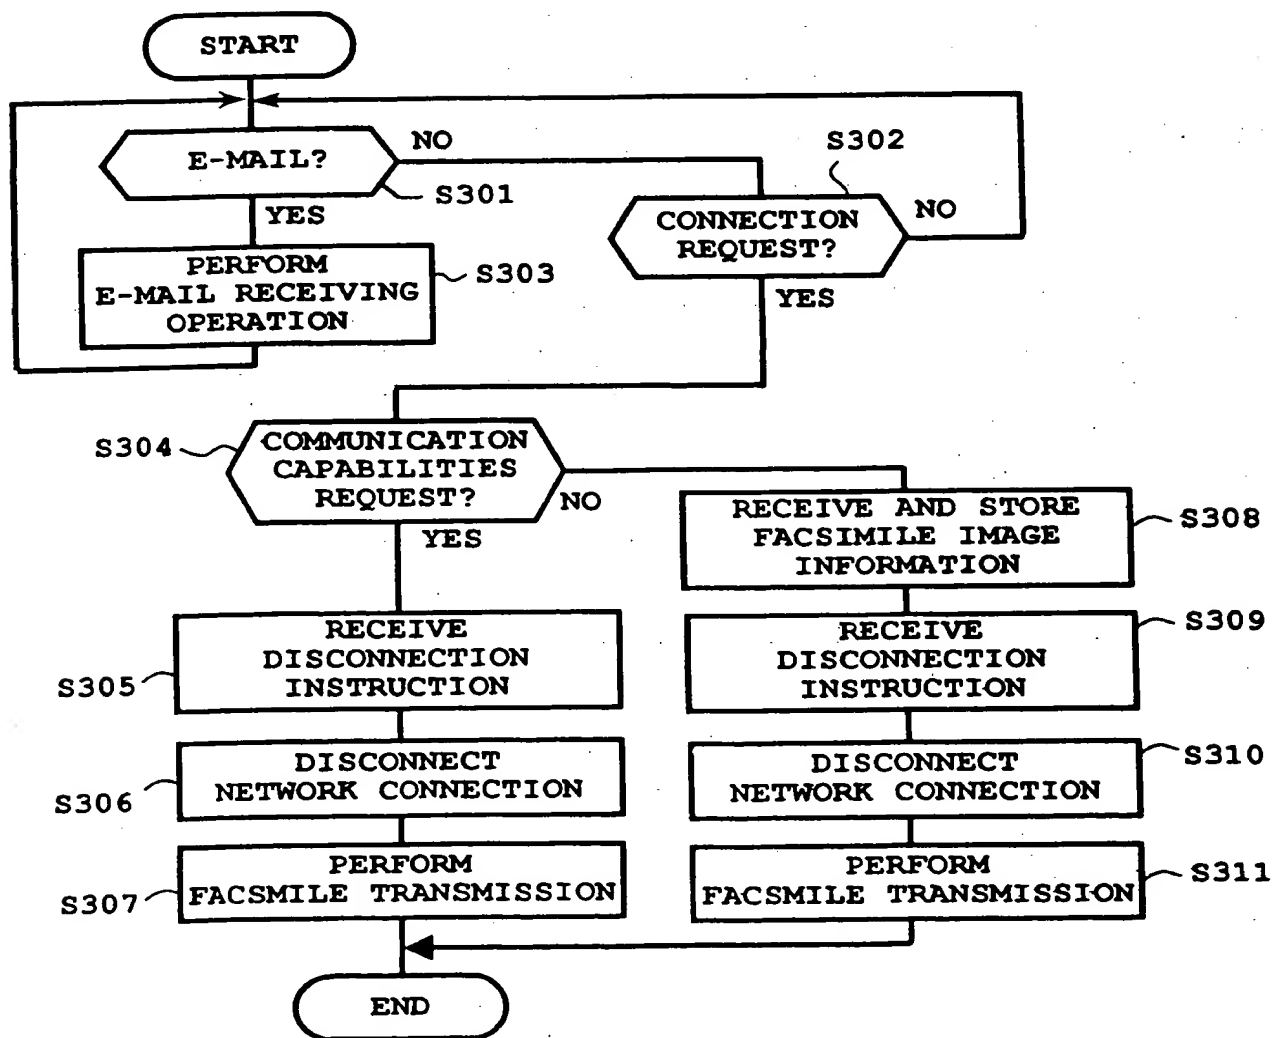 START
E-MAIL?
NO
S301
YES
S302
CONNECTION
REQUEST?
NO
YES
PERFORM
E-MAIL RECEIVING
OPERATION
S303
S304
COMMUNICATION
CAPABILITIES
REQUEST?
NO
YES
RECEIVE AND STORE
FACSIMILE IMAGE
INFORMATION
S308
RECEIVE
DISCONNECTION
INSTRUCTION
S305
RECEIVE
DISCONNECTION
INSTRUCTION
S309
DISCONNECT
NETWORK CONNECTION
S306
DISCONNECT
NETWORK CONNECTION
S310
PERFORM
FACSMILE TRANSMISSION
S307
PERFORM
FACSMILE TRANSMISSION
S311
END